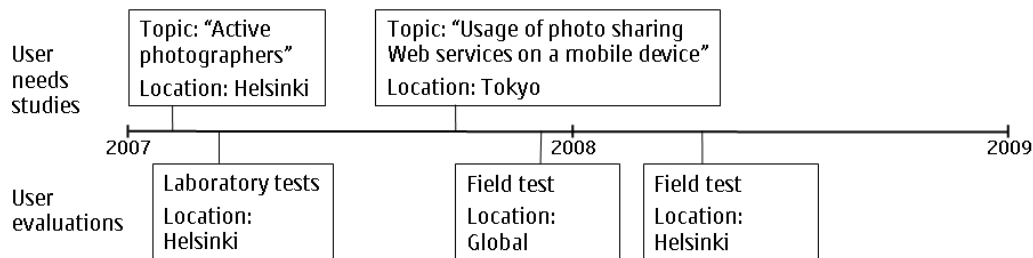 User
needs
studies
Topic: “Active
photographers”
Location: Helsinki
Topic: “Usage of photo sharing
Web services on a mobile device”
Location: Tokyo
2007
2008
2009
User
evaluations
Laboratory tests
Location:
Helsinki
Field test
Location:
Global
Field test
Location:
Helsinki